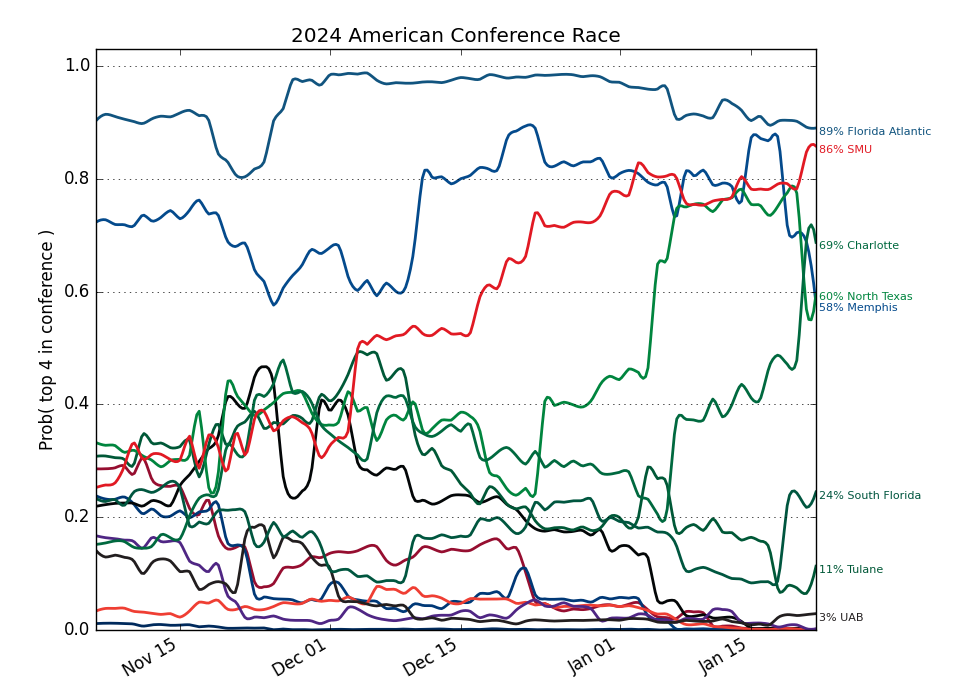 2024 American Conference Race
Prob( top 4 in conference )
1.0
0.8
0.6
0.4
0.2
0.0
89% Florida Atlantic
86% SMU
69% Charlotte
60% North Texas
58% Memphis
24% South Florida
11% Tulane
3% UAB
Nov 15
Dec 01
Dec 15
Jan 01
Jan 15